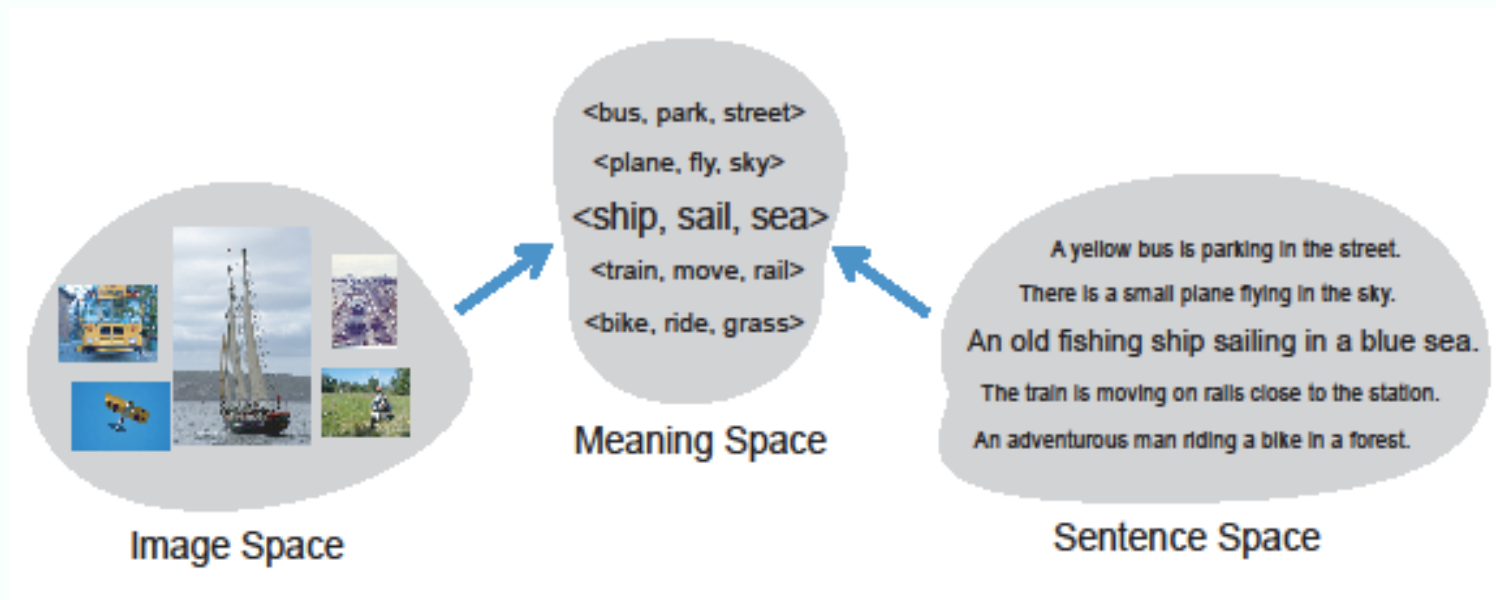 <bus, park, street>
<plane, fly, sky>
<ship, sail, sea>
<train, move, rail>
<bike, ride, grass>
Meaning Space
Image Space
A yellow bus is parking in the street.
There is a small plane flying in the sky.
An old fishing ship sailing in a blue sea.
The train is moving on rails close to the station.
An adventurous man riding a bike in a forest.
Sentence Space